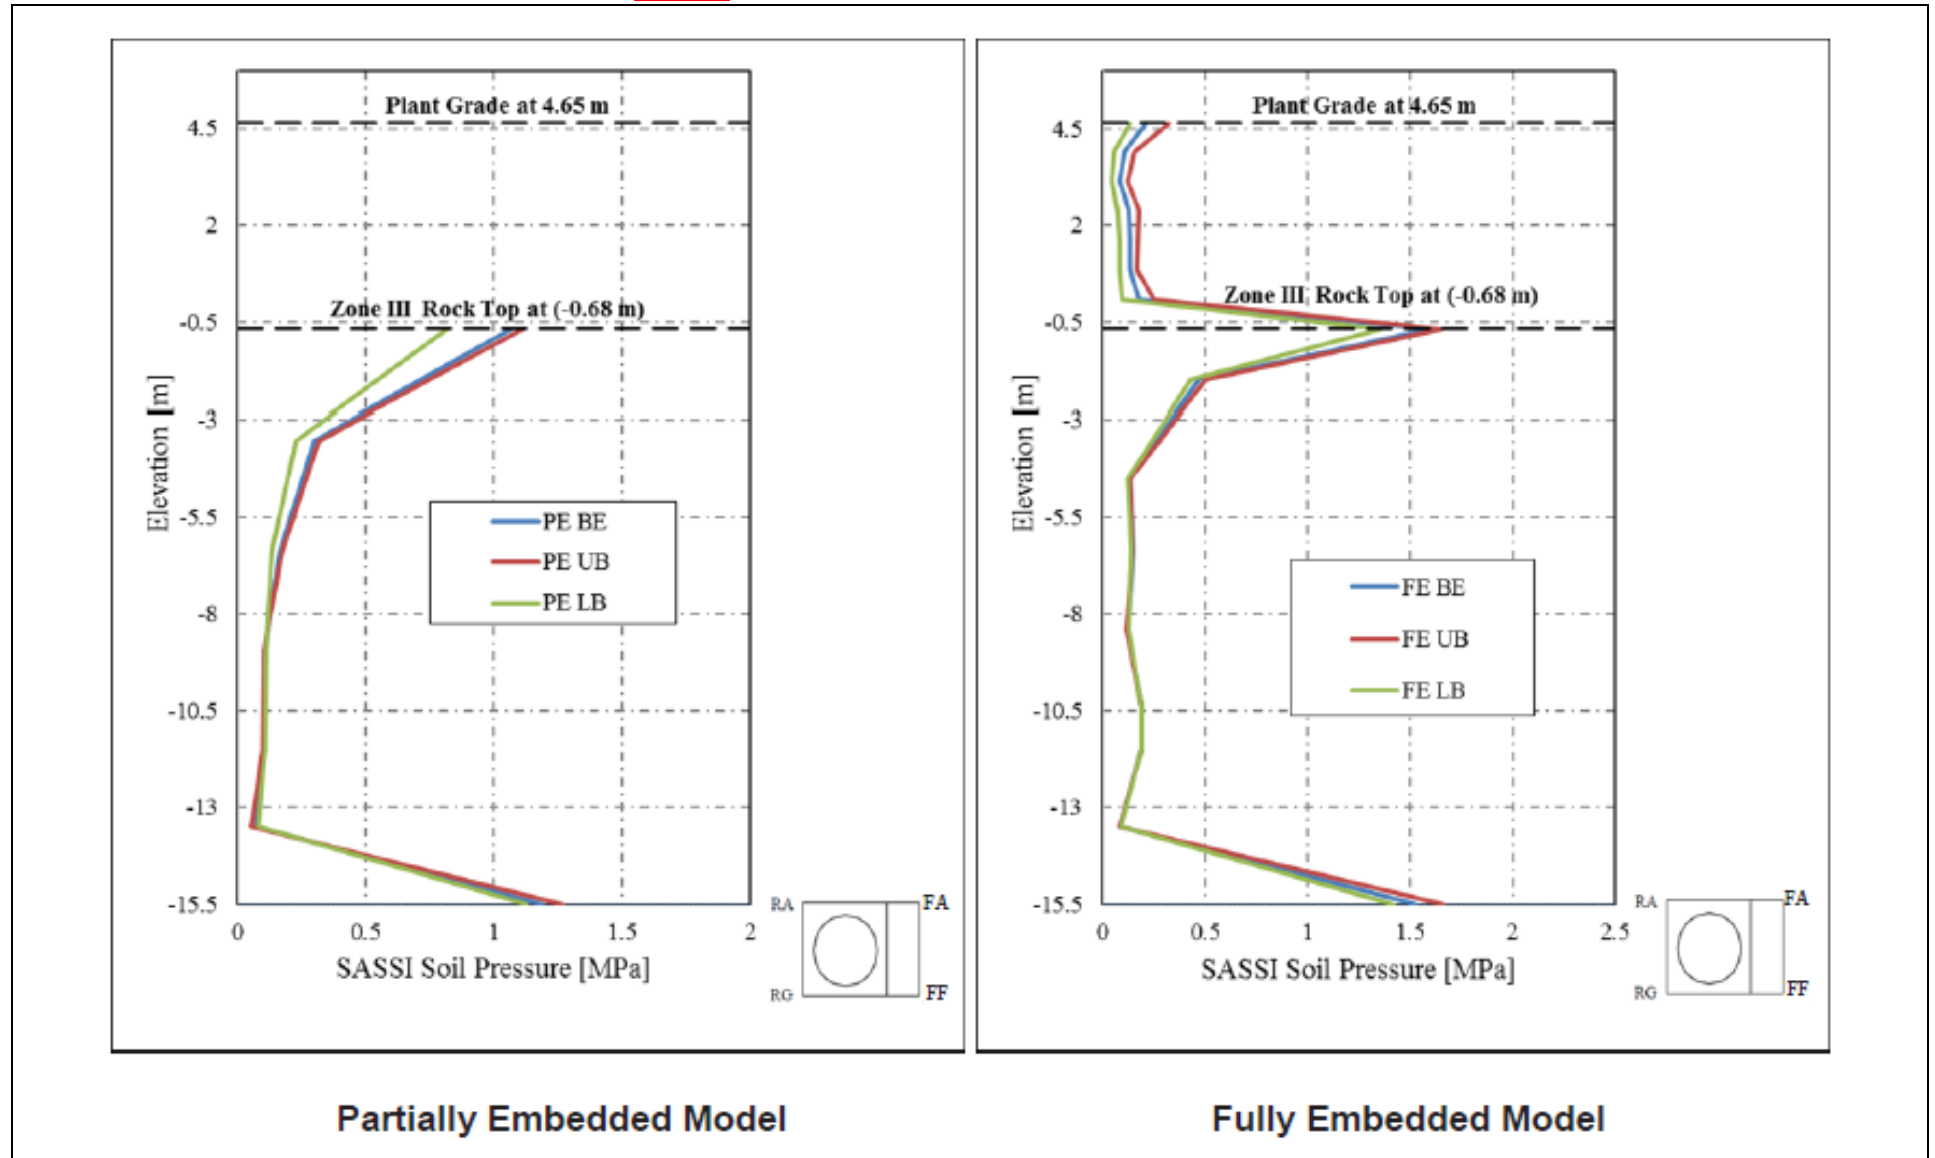 Plant Grade at 4.65 m
4.5
2
Zone III Rock Top at (-0.68 m)
-0.5
-3
-5.5
-8
-10.5
-13
-15.5
Elevation [m]
PE BE
PE UB
PE LB
0 0.5 1 1.5 2
SASSI Soil Pressure [MPa]
RA FA
RG FF
Partially Embedded Model
Plant Grade at 4.65 m
4.5
2
Zone III Rock Top at (-0.68 m)
-0.5
-3
-5.5
-8
-10.5
-13
-15.5
Elevation [m]
FE BE
FE UB
FE LB
0 0.5 1 1.5 2 2.5
SASSI Soil Pressure [MPa]
RA FA
RG FF
Fully Embedded Model